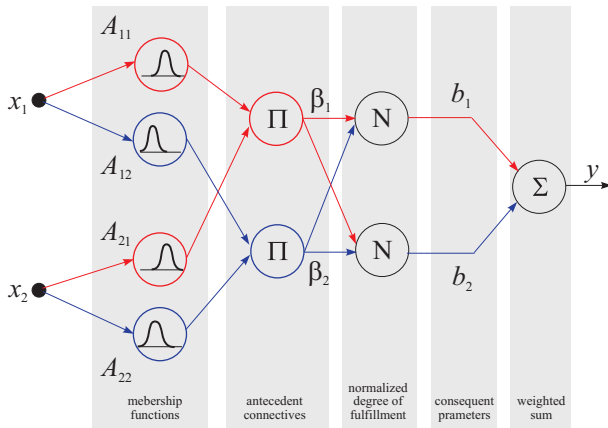 A11
x1
A12
A21
x2
A22
Π
Π
β1
β2
N
N
b1
b2
Σ
y
mebership
functions
antecedent
connectives
normalized
degree of
fulfillment
consequent
prameters
weighted
sum